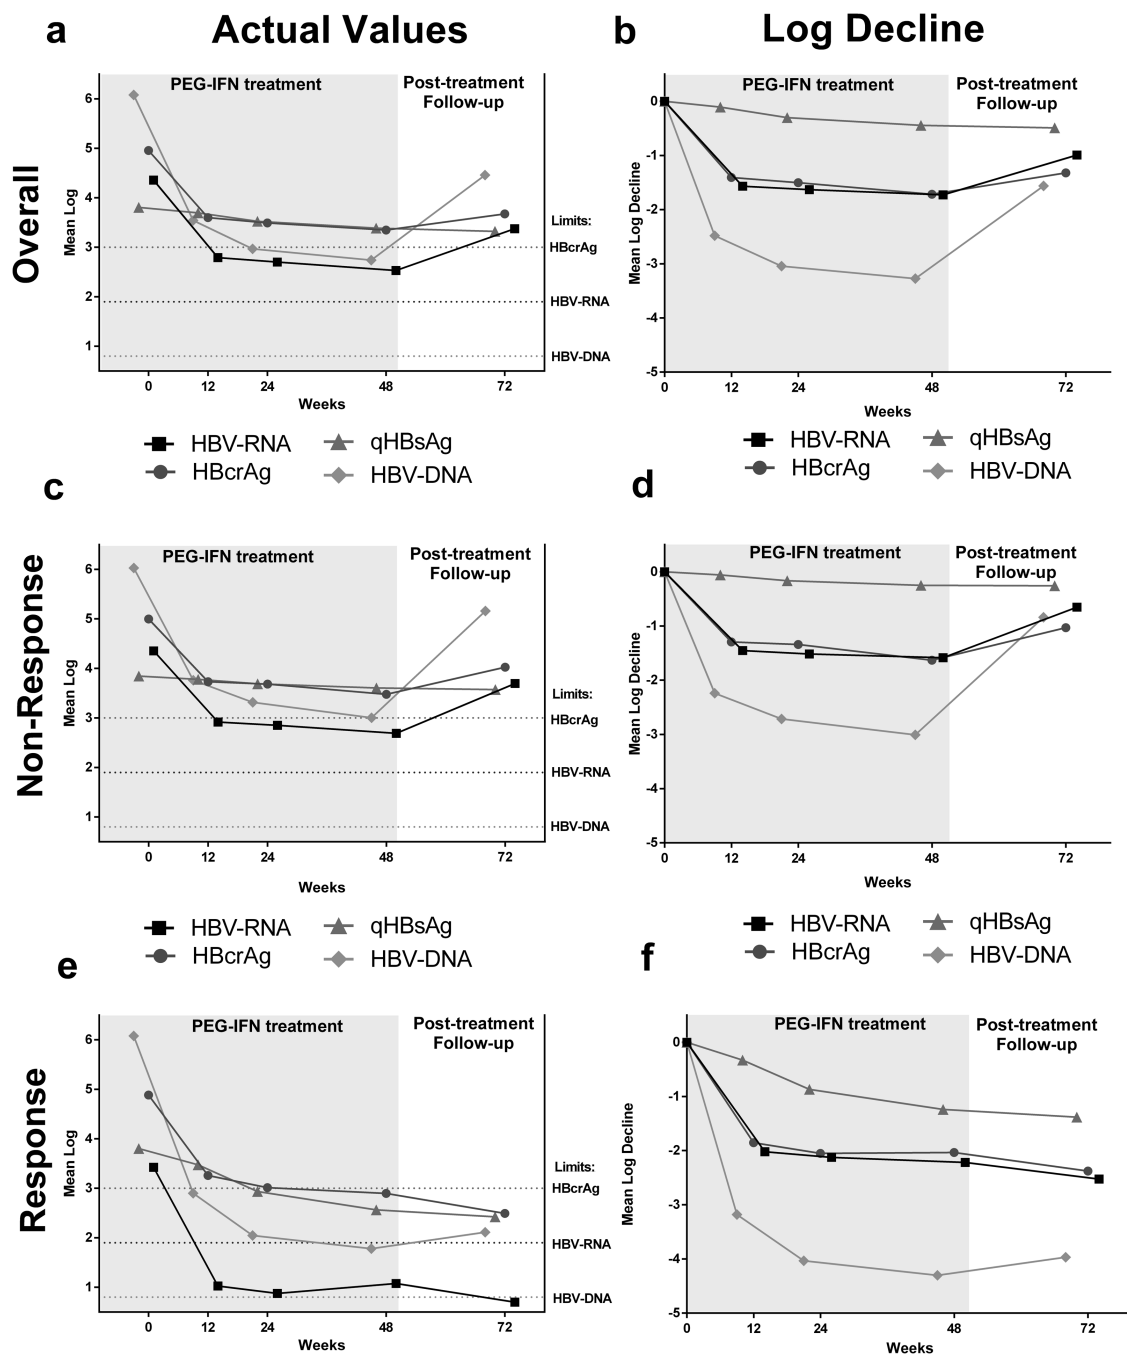 a
Actual Values
b
Log Decline
Overall
Mean Log
6
5
4
3
2
1
PEG-IFN treatment
Post-treatment
Follow-up
Limits:
HBcrAg
HBV-RNA
HBV-DNA
0
12
24
48
72
Weeks
HBV-RNA
qHBsAg
HBcrAg
HBV-DNA
Mean Log Decline
0
-1
-2
-3
-4
-5
PEG-IFN treatment
Post-treatment
Follow-up
0
12
24
48
72
Weeks
HBV-RNA
qHBsAg
HBcrAg
HBV-DNA
c
d
Non-Response
Mean Log
6
5
4
3
2
1
PEG-IFN treatment
Post-treatment
Follow-up
Limits:
HBcrAg
HBV-RNA
HBV-DNA
0
12
24
48
72
Weeks
HBV-RNA
qHBsAg
HBcrAg
HBV-DNA
Mean Log Decline
0
-1
-2
-3
-4
-5
PEG-IFN treatment
Post-treatment
Follow-up
0
12
24
48
72
Weeks
HBV-RNA
qHBsAg
HBcrAg
HBV-DNA
e
f
Response
Mean Log
6
5
4
3
2
1
PEG-IFN treatment
Post-treatment
Follow-up
Limits:
HBcrAg
HBV-RNA
HBV-DNA
0
12
24
48
72
Weeks
Mean Log Decline
0
-1
-2
-3
-4
-5
PEG-IFN treatment
Post-treatment
Follow-up
0
12
24
48
72
Weeks